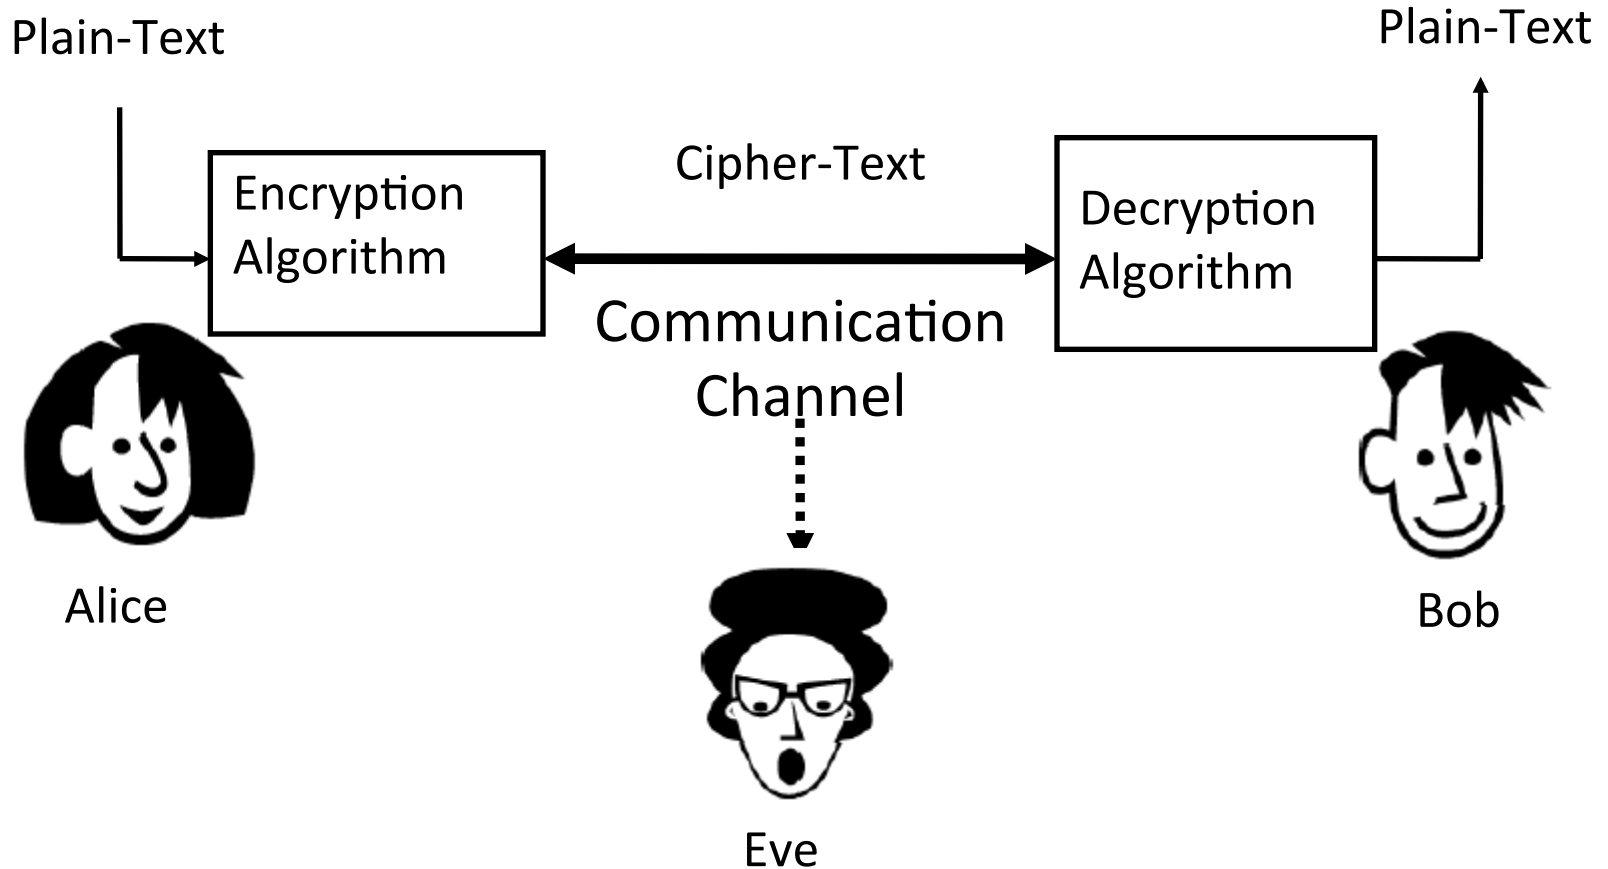 Plain-Text
Plain-Text
Cipher-Text
Encryption
Algorithm
Decryption
Algorithm
Communication
Channel
Alice
Bob
Eve